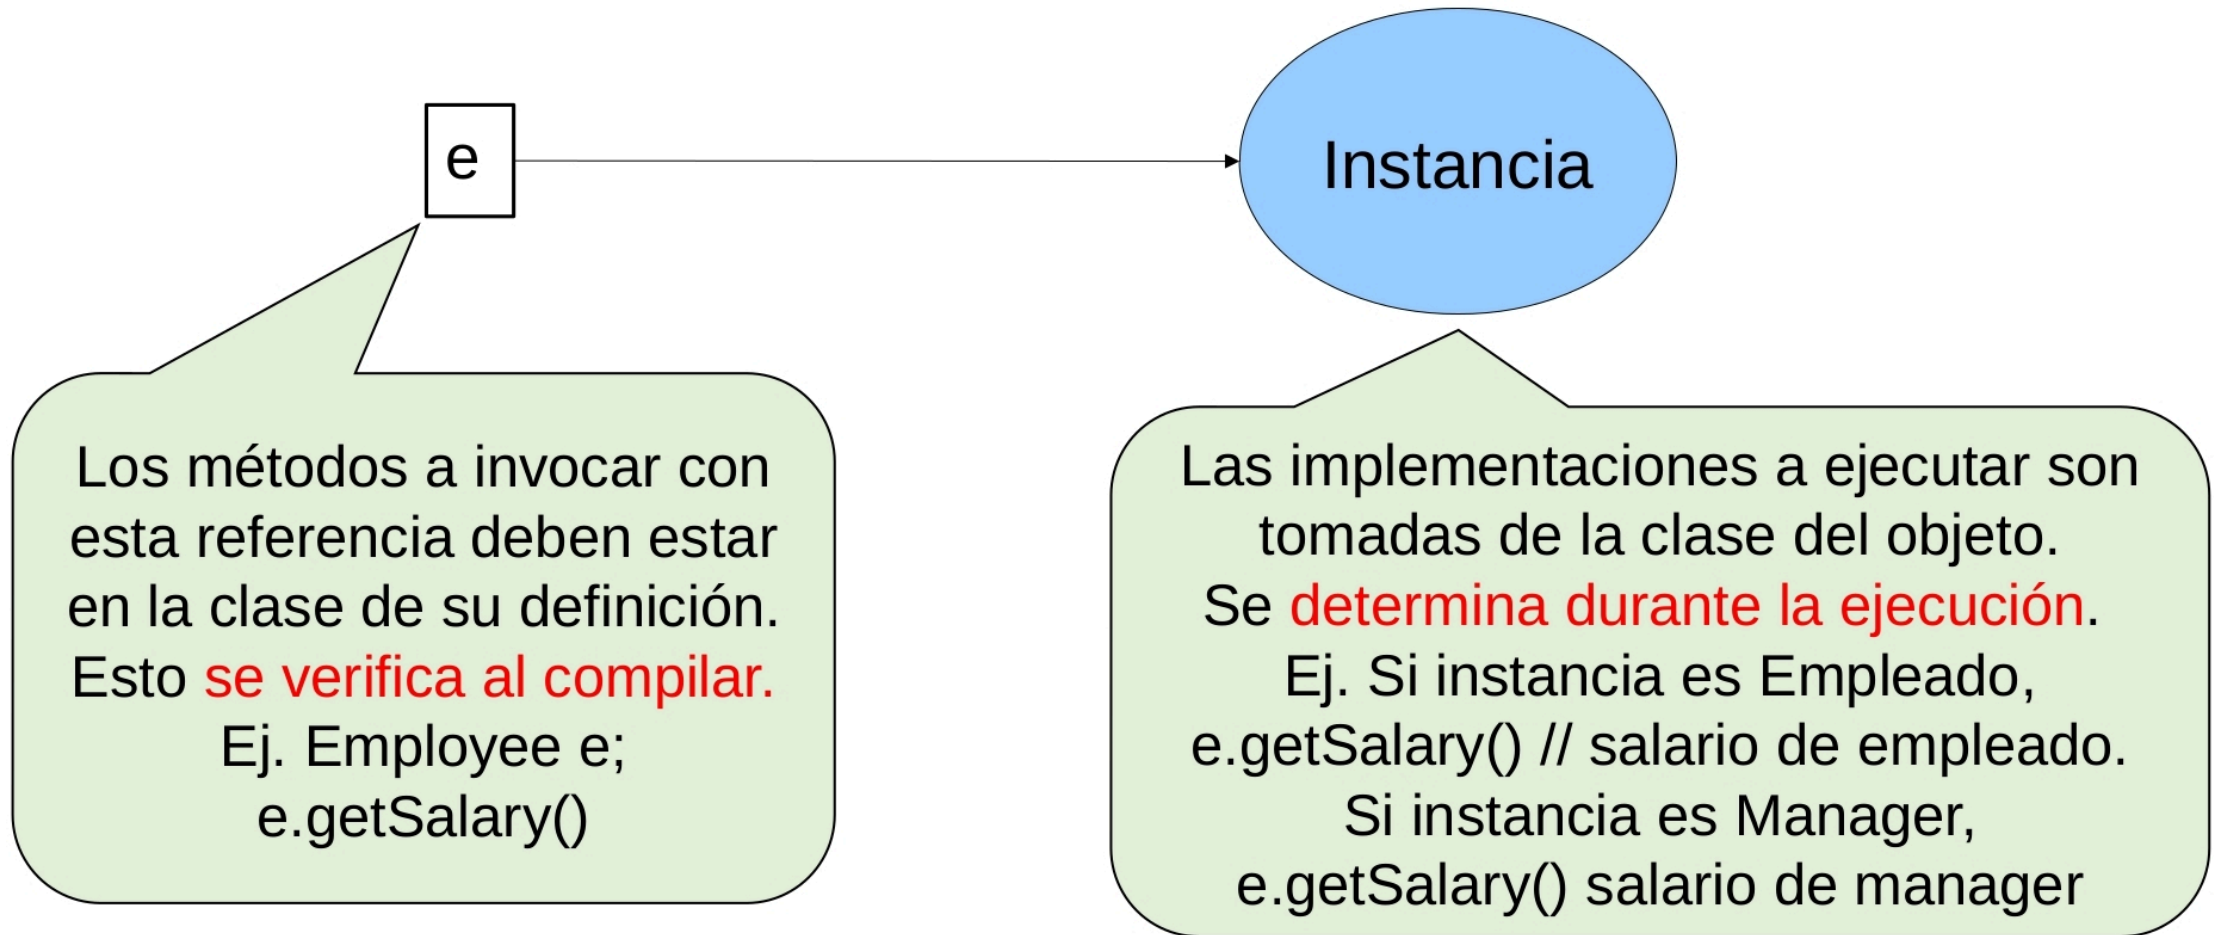 e
Instancia
Los métodos a invocar con
esta referencia deben estar
en la clase de su definición.
Esto se verifica al compilar.
Ej. Employee e;
e.getSalary()
Las implementaciones a ejecutar son
tomadas de la clase del objeto.
Se determina durante la ejecución.
Ej. Si instancia es Empleado,
e.getSalary() // salario de empleado.
Si instancia es Manager,
e.getSalary() salario de manager